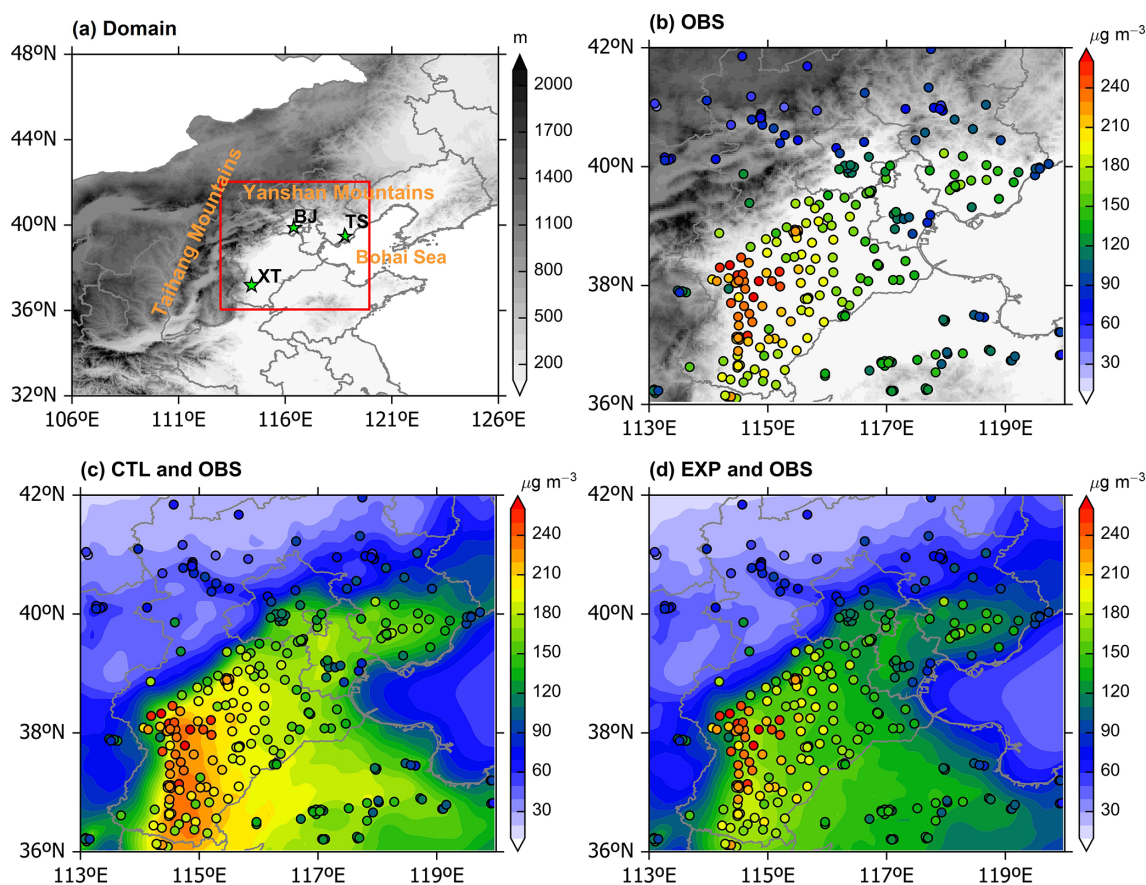 (a) Domain
m
48°N
44°N
40°N
36°N
32°N
106°E
111°E
116°E
121°E
126°E
Taihang Mountains
Yanshan Mountains
BJ
TS
Bohai Sea
XT
2000
1700
1400
1100
800
500
200
(b) OBS
μg m⁻³
42°N
40°N
38°N
36°N
113°E
115°E
117°E
119°E
240
210
180
150
120
90
60
30
(c) CTL and OBS
μg m⁻³
42°N
40°N
38°N
36°N
113°E
115°E
117°E
119°E
240
210
180
150
120
90
60
30
(d) EXP and OBS
μg m⁻³
42°N
40°N
38°N
36°N
113°E
115°E
117°E
119°E
240
210
180
150
120
90
60
30